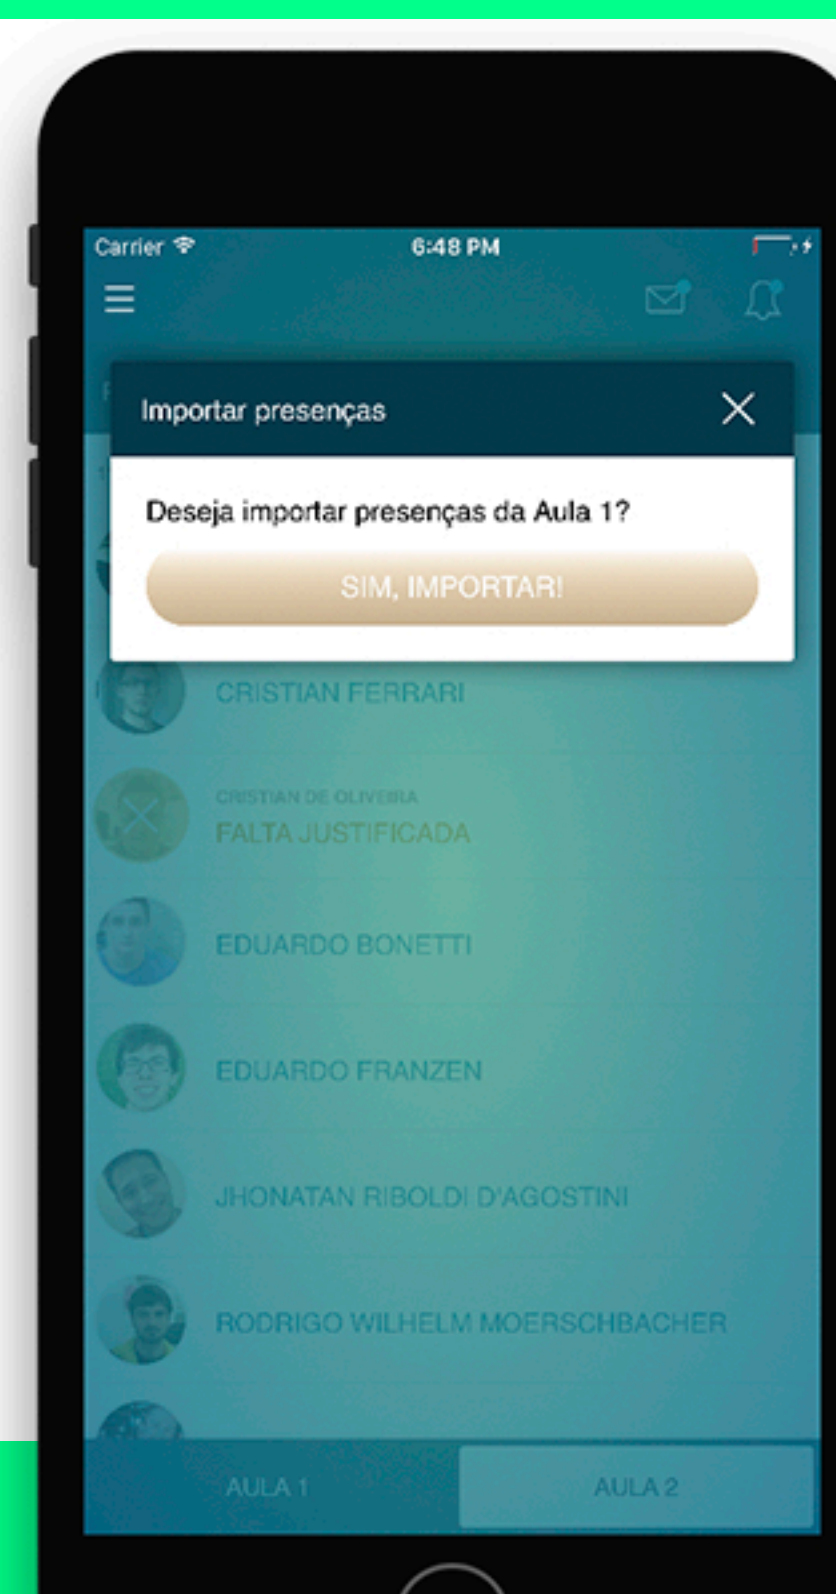 Carrier
6:48 PM
Importar presenças
Deseja importar presenças da Aula 1?
SIM, IMPORTAR!
CRISTIAN FERRARI
CRISTIAN DE OLIVEIRA
FALTA JUSTIFICADA
EDUARDO BONETTI
EDUARDO FRANZEN
JHONATAN RIBOLDI D'AGOSTINI
RODRIGO WILHELM MOERSCHBACHER
AULA 1
AULA 2